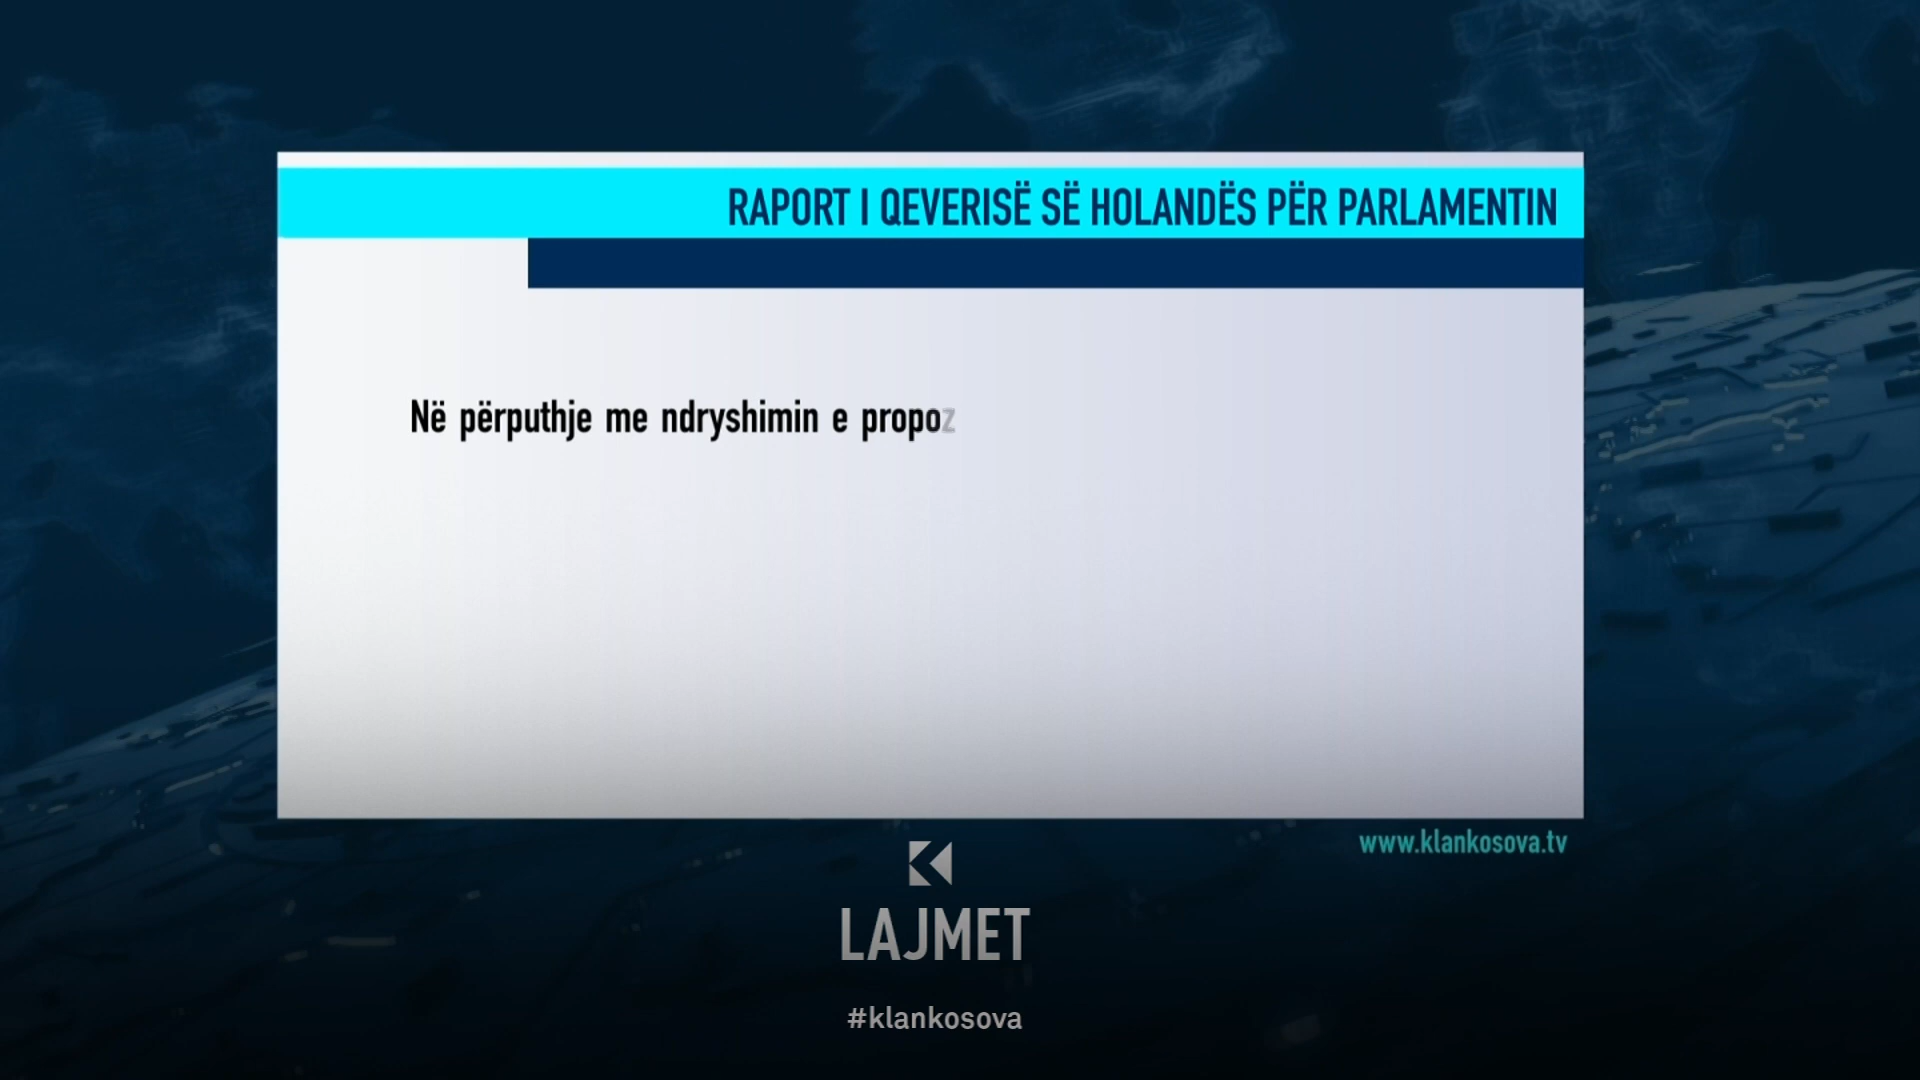 RAPORT I QEVERISË SË HOLANDËS PËR PARLAMENTIN
Në përputhje me ndryshimin e propoz
www.klankosova.tv
LAJMET
#klankosova